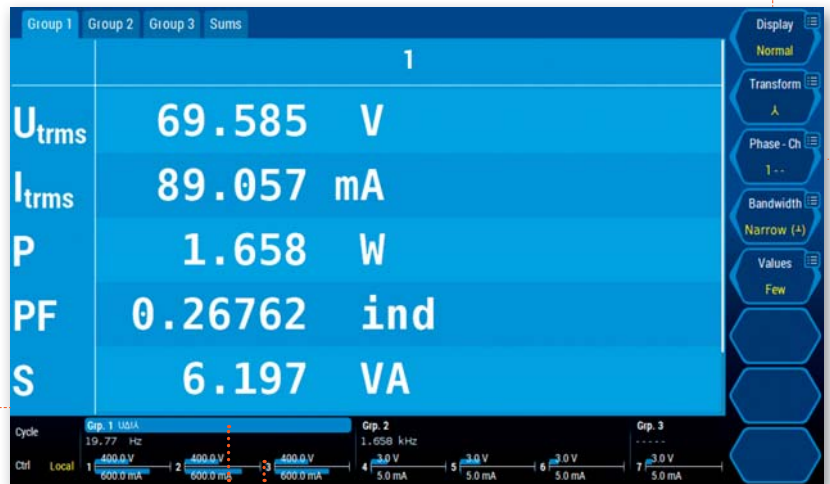 Group 1 Group 2 Group 3 Sums
1
Utrms 69.585 V
Itrms 89.057 mA
P 1.658 W
PF 0.26762 ind
S 6.197 VA
Display
Normal
Transform
Phase - Ch
1 - -
Bandwidth
Narrow (┴)
Values
Few
Cycle Grp. 1 UΔIA Grp. 2 Grp. 3
19.77 Hz 1.658 kHz - - - - -
400.0 V 400.0 V 400.0 V 3.0 V 3.0 V 3.0 V 3.0 V
Ctrl Local 1 2 3 4 5 6 7
600.0 mA 600.0 mA 600.0 mA 5.0 mA 5.0 mA 5.0 mA 5.0 mA